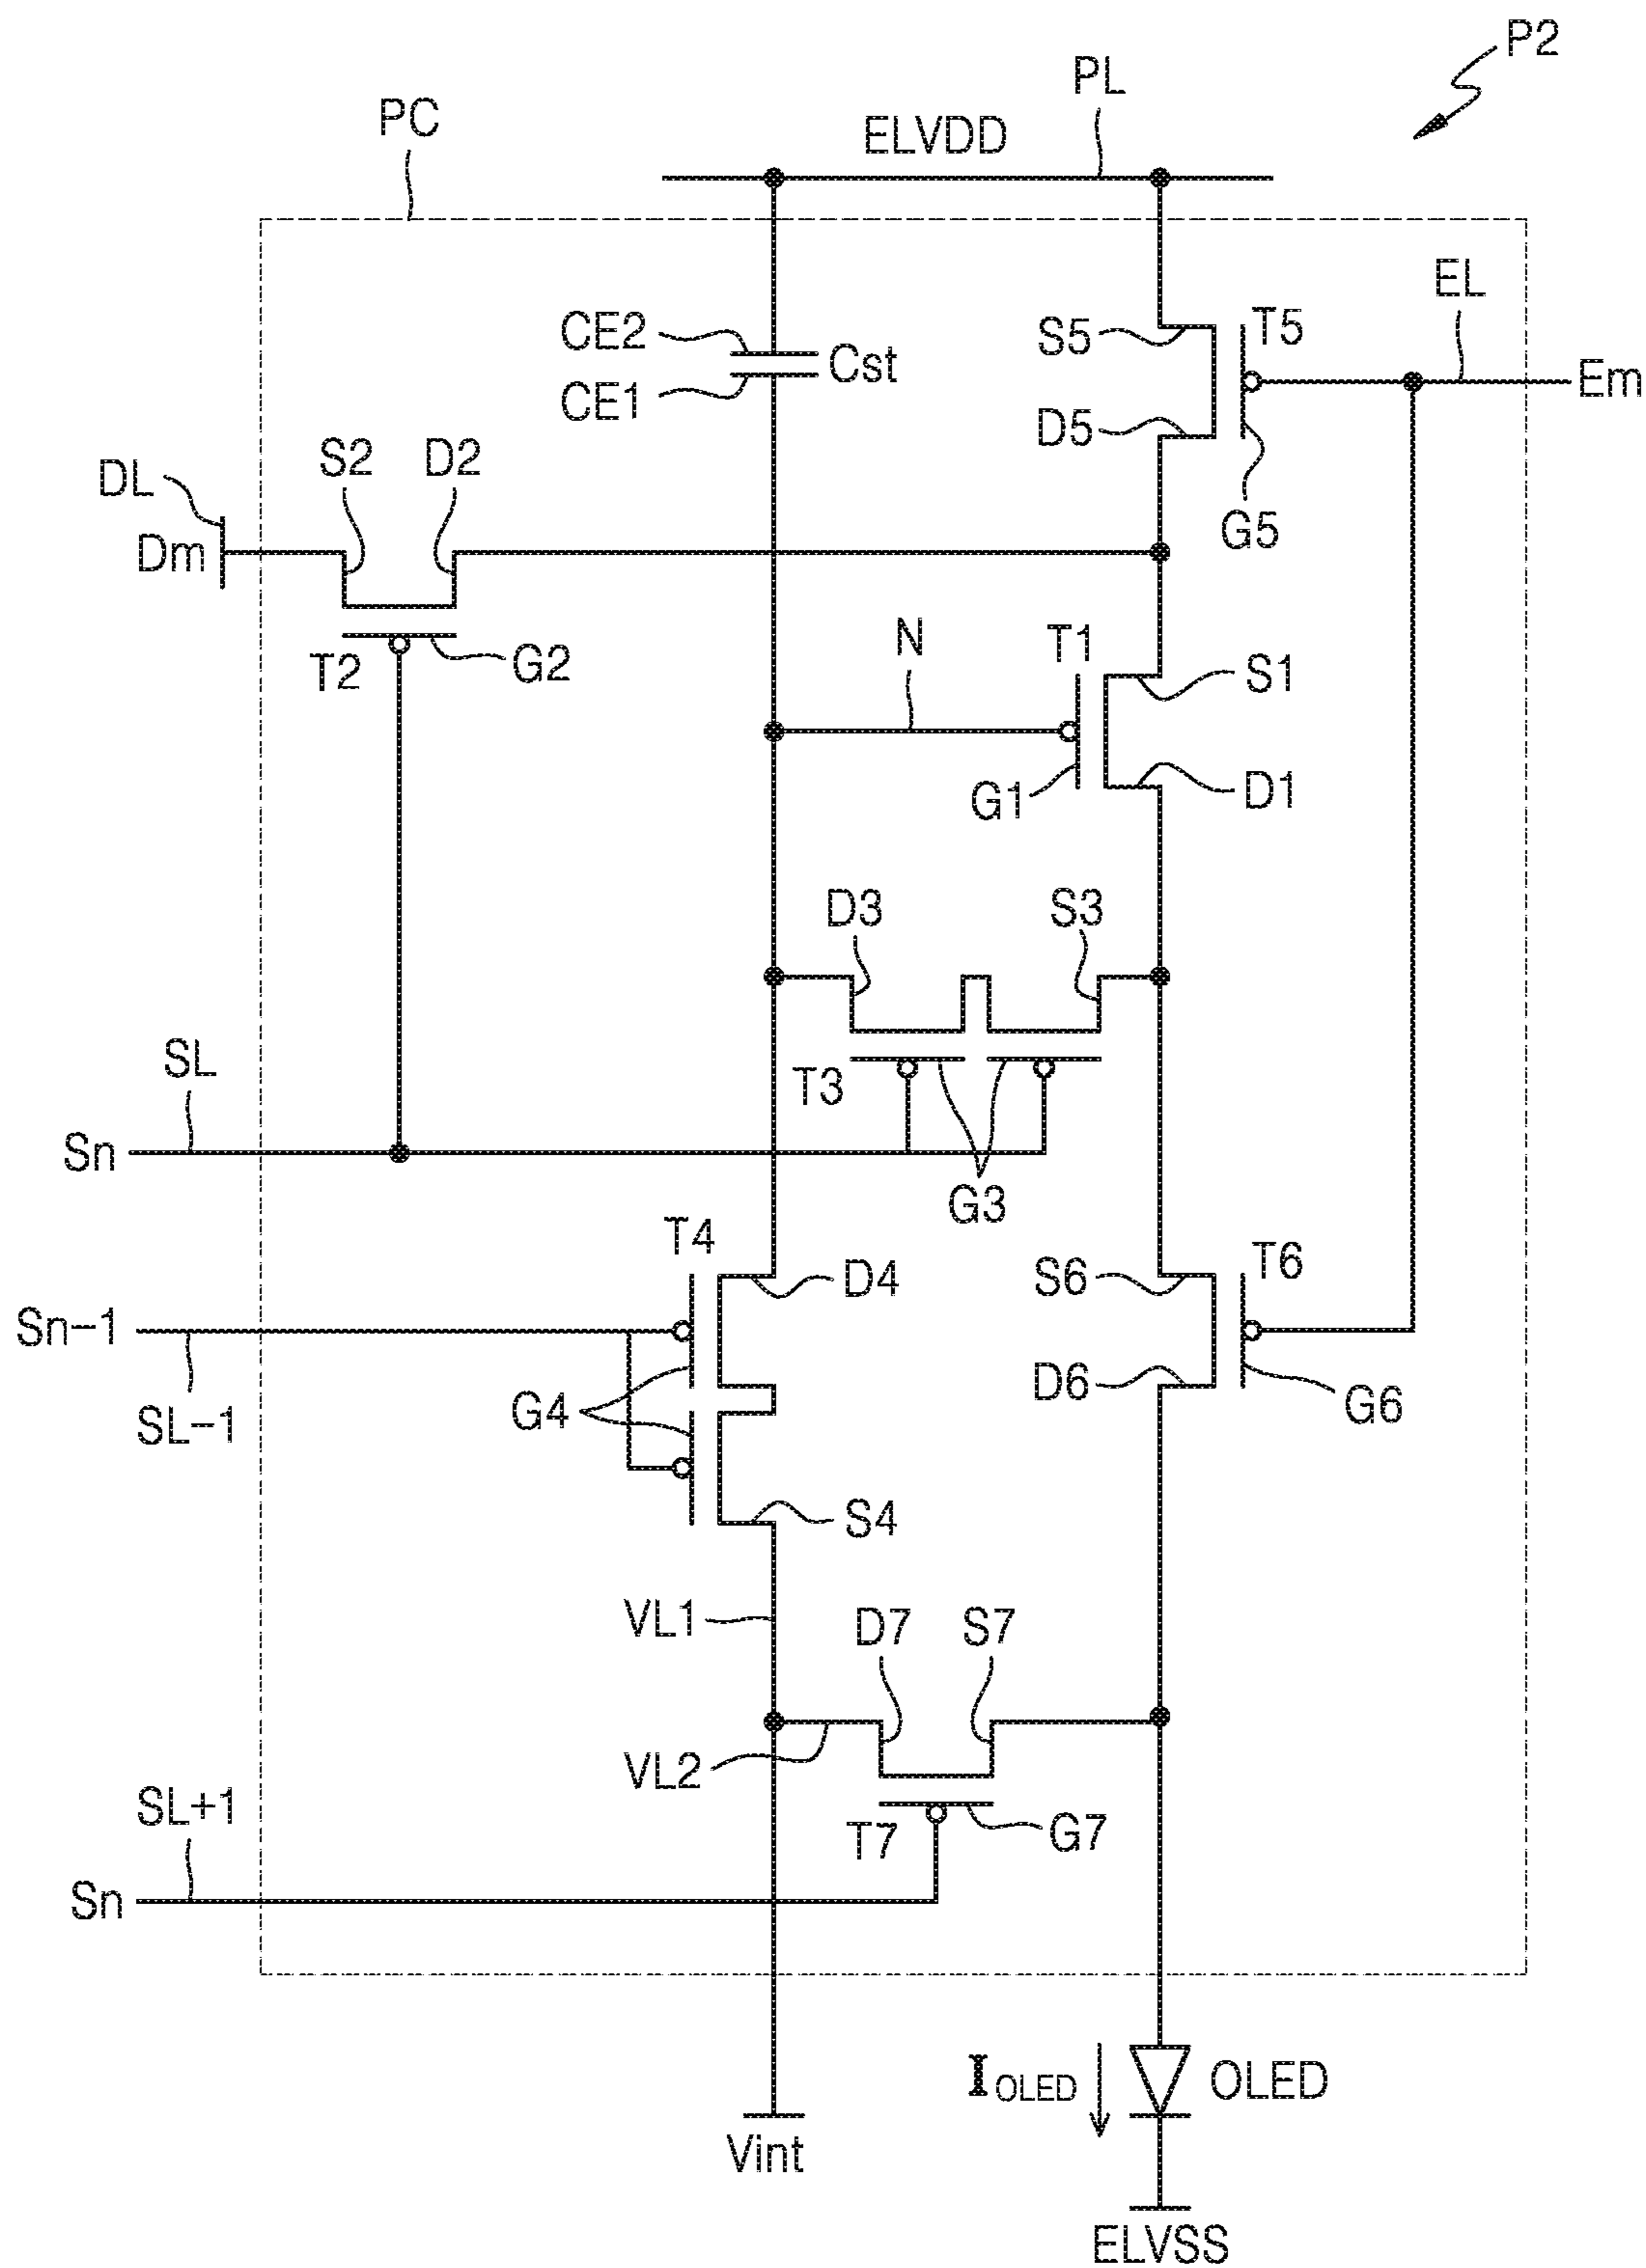 P2
PL
PC
ELVDD
EL
CE2
Cst
S5
T5
Em
CE1
D5
S2
D2
DL
G5
Dm
N
T1
G2
T2
S1
G1
D1
D3
S3
SL
T3
Sn
G3
T4
T6
D4
S6
Sn-1
D6
G4
G6
SL-1
S4
VL1
D7
S7
VL2
SL+1
T7
G7
Sn
IOLED
OLED
Vint
ELVSS